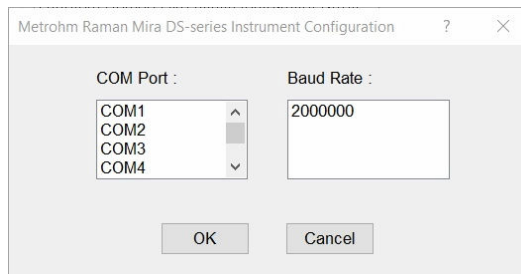 Metrohm Raman Mira DS-series Instrument Configuration ? ×
COM Port : Baud Rate :
COM1 2000000
COM2
COM3
COM4
OK Cancel